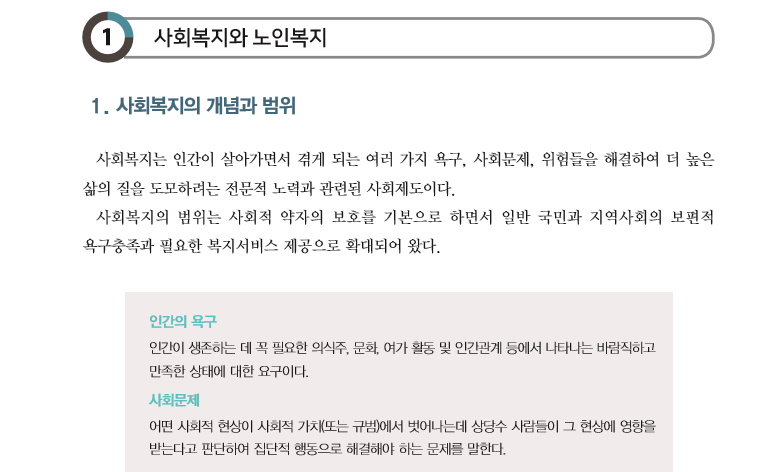 1 사회복지와 노인복지
1. 사회복지의 개념과 범위
사회복지는 인간이 살아가면서 겪게 되는 여러 가지 욕구, 사회문제, 위험들을 해결하여 더 높은
삶의 질을 도모하려는 전문적 노력과 관련된 사회제도이다.
사회복지의 범위는 사회적 약자의 보호를 기본으로 하면서 일반 국민과 지역사회의 보편적
욕구충족과 필요한 복지서비스 제공으로 확대되어 왔다.
인간의 욕구
인간이 생존하는 데 꼭 필요한 의식주, 문화, 여가 활동 및 인간관계 등에서 나타나는 바람직하고
만족한 상태에 대한 요구이다.
사회문제
어떤 사회적 현상이 사회적 가치(또는 규범)에서 벗어나는데 상당수 사람들이 그 현상에 영향을
받는다고 판단하여 집단적 행동으로 해결해야 하는 문제를 말한다.